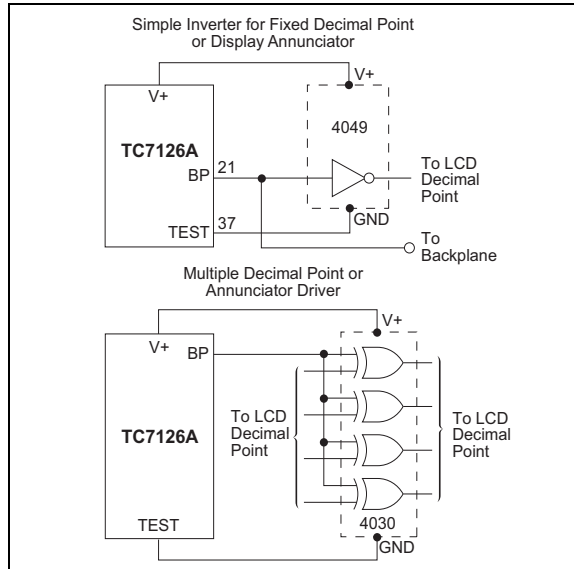 Simple Inverter for Fixed Decimal Point
or Display Annunciator
V+
V+
4049
TC7126A
BP
21
To LCD
Decimal
Point
GND
TEST
37
To
Backplane
Multiple Decimal Point or
Annunciator Driver
V+
V+
BP
TC7126A
To LCD
Decimal
Point
To LCD
Decimal
Point
TEST
4030
GND